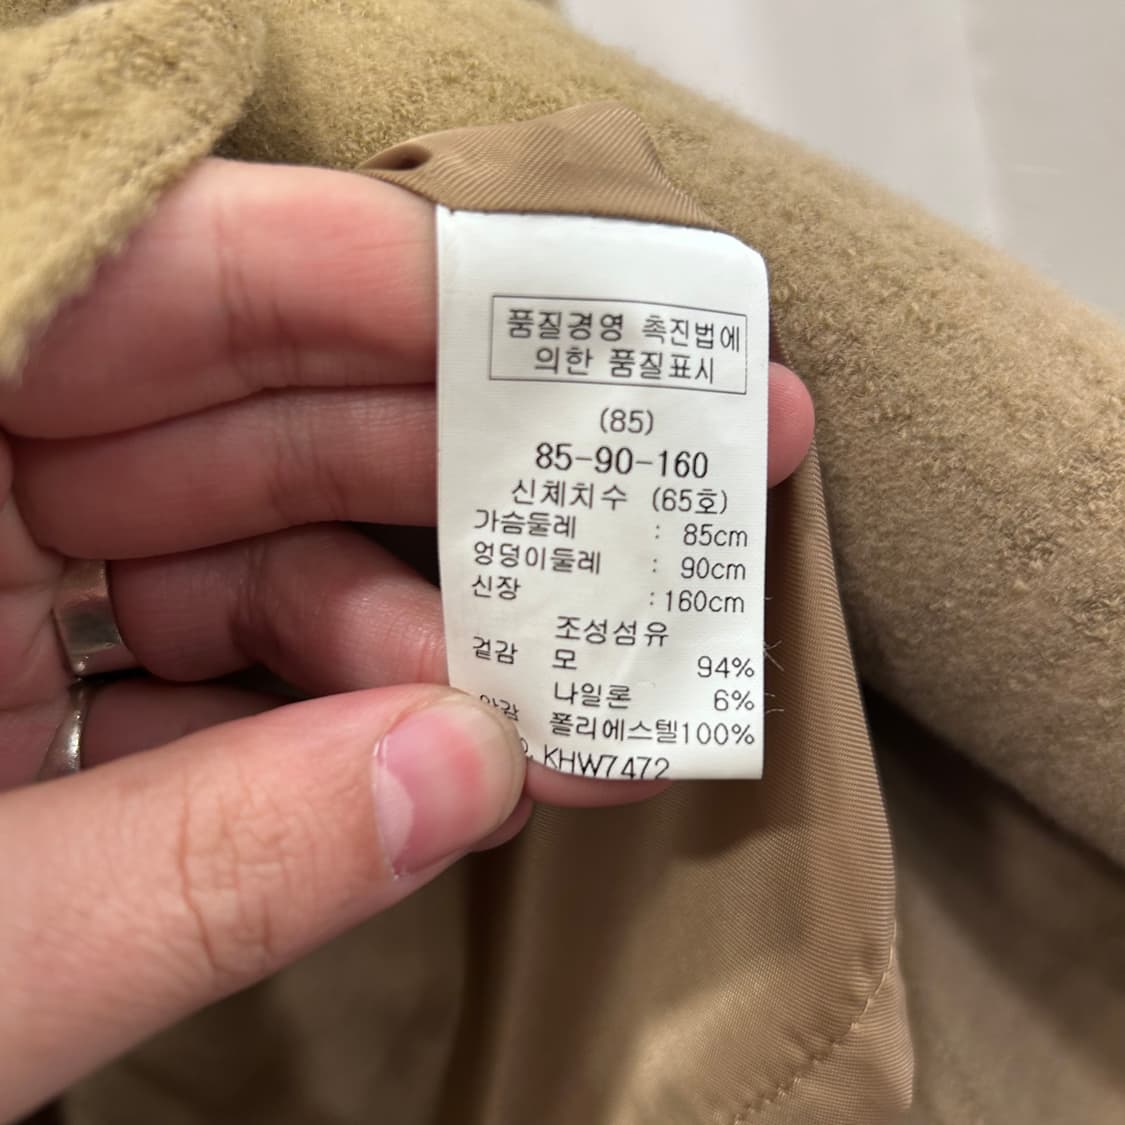 품질경영 촉진법에
의한 품질표시
(85)
85-90-160
신체치수 (65호)
가슴둘레 : 85cm
엉덩이둘레 : 90cm
신장 : 160cm
조성섬유
겉감 모 94%
나일론 6%
안감 폴리에스텔100%
KHW7472